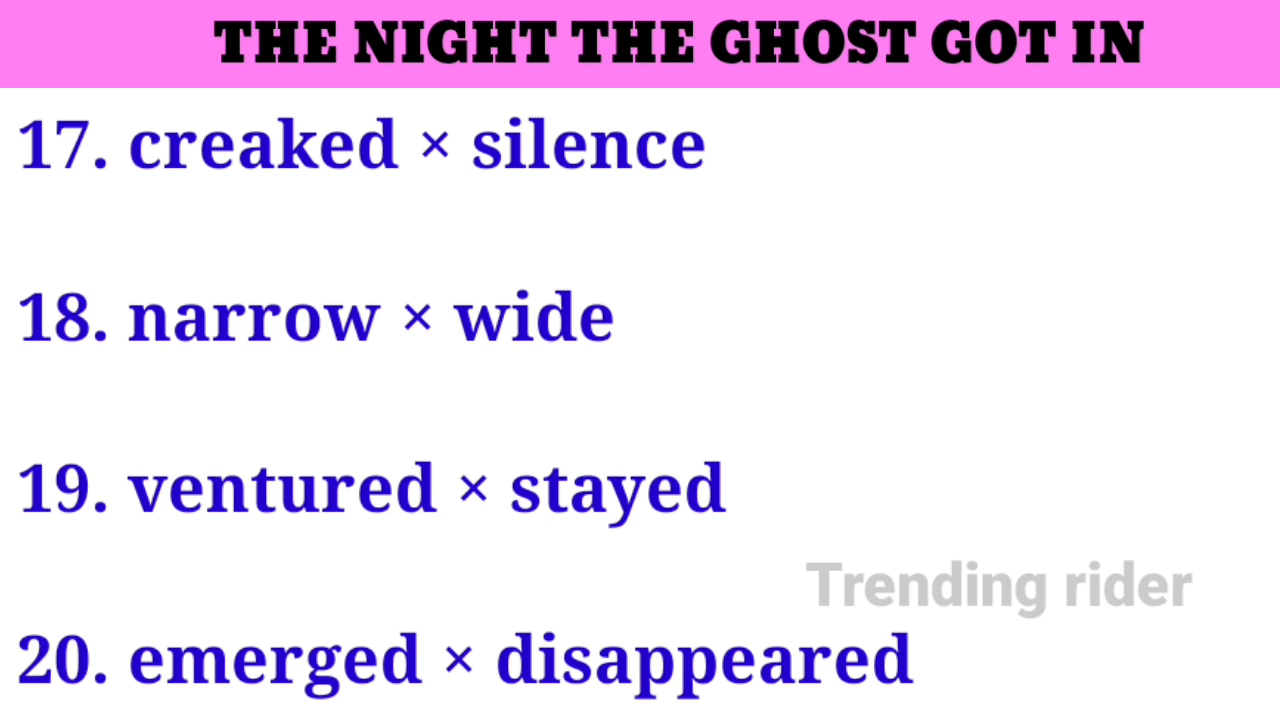 THE NIGHT THE GHOST GOT IN
17. creaked × silence
18. narrow × wide
19. ventured × stayed
Trending rider
20. emerged × disappeared